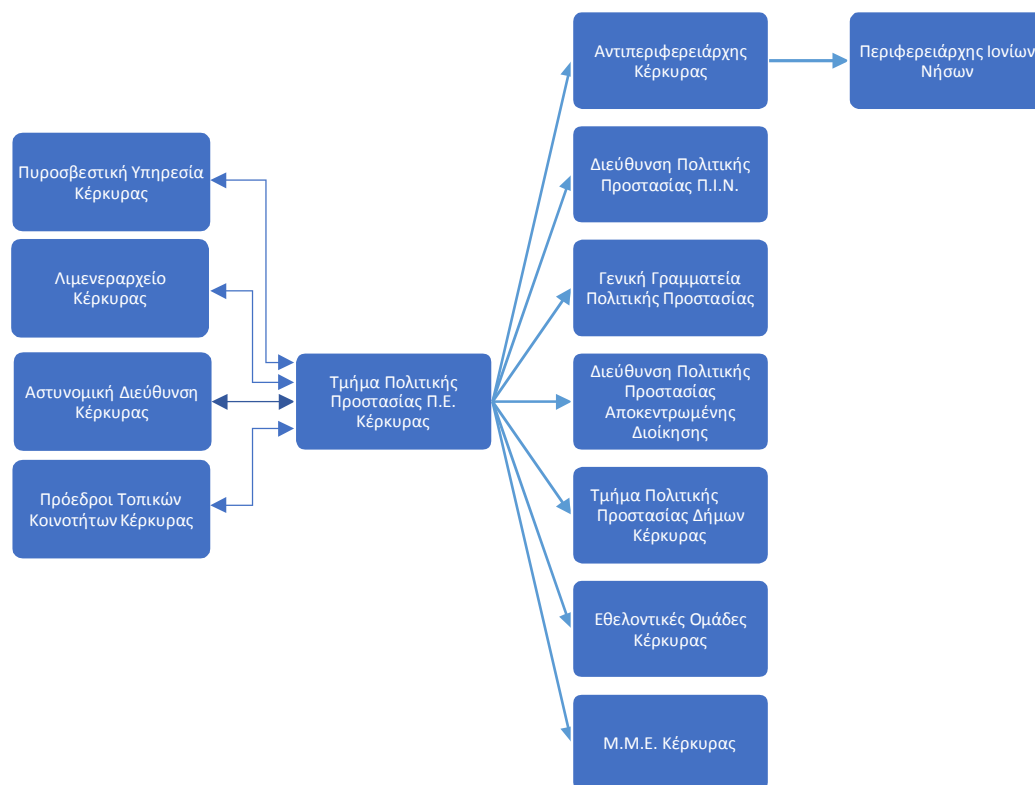 Πυροσβεστική Υπηρεσία
Κέρκυρας
Λιμενεραρχείο
Κέρκυρας
Αστυνομική Διεύθυνση
Κέρκυρας
Πρόεδροι Τοπικών
Κοινοτήτων Κέρκυρας
Τμήμα Πολιτικής
Προστασίας Π.Ε.
Κέρκυρας
Αντιπεριφερειάρχης
Κέρκυρας
Περιφερειάρχης Ιονίων
Νήσων
Διεύθυνση Πολιτικής
Προστασίας Π.Ι.Ν.
Γενική Γραμματεία
Πολιτικής Προστασίας
Διεύθυνση Πολιτικής
Προστασίας
Αποκεντρωμένης
Διοίκησης
Τμήμα Πολιτικής
Προστασίας Δήμων
Κέρκυρας
Εθελοντικές Ομάδες
Κέρκυρας
Μ.Μ.Ε. Κέρκυρας